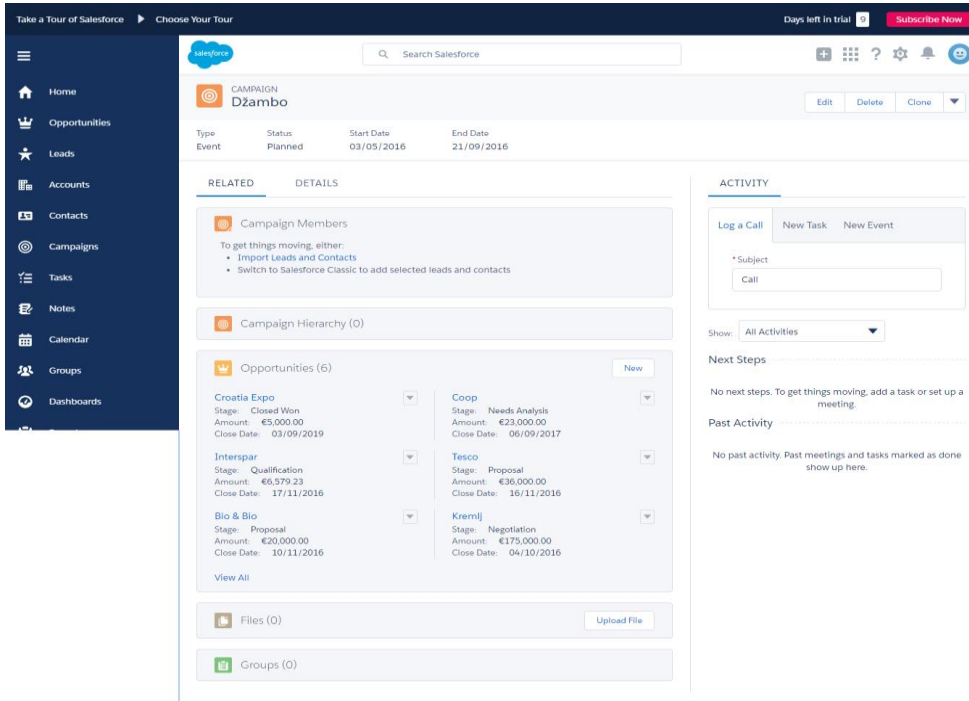 Take a Tour of Salesforce Choose Your Tour
Days left in trial 9 Subscribe Now
salesforce
Search Salesforce
Home
Opportunities
Leads
Accounts
Contacts
Campaigns
Tasks
Notes
Calendar
Groups
Dashboards
CAMPAIGN
Džambo
Edit Delete Clone
Type Status Start Date End Date
Event Planned 03/05/2016 21/09/2016
RELATED DETAILS
Campaign Members
To get things moving, either:
• Import Leads and Contacts
• Switch to Salesforce Classic to add selected leads and contacts
Campaign Hierarchy (0)
Opportunities (6) New
Croatia Expo
Stage: Closed Won
Amount: €5,000.00
Close Date: 03/09/2019
Coop
Stage: Needs Analysis
Amount: €23,000.00
Close Date: 06/09/2017
Interspar
Stage: Qualification
Amount: €6,579.23
Close Date: 17/11/2016
Tesco
Stage: Proposal
Amount: €36,000.00
Close Date: 16/11/2016
Bio & Bio
Stage: Proposal
Amount: €20,000.00
Close Date: 10/11/2016
Kremlj
Stage: Negotiation
Amount: €175,000.00
Close Date: 04/10/2016
View All
Files (0) Upload File
Groups (0)
ACTIVITY
Log a Call New Task New Event
*Subject
Call
Show: All Activities
Next Steps
No next steps. To get things moving, add a task or set up a
meeting.
Past Activity
No past activity. Past meetings and tasks marked as done
show up here.